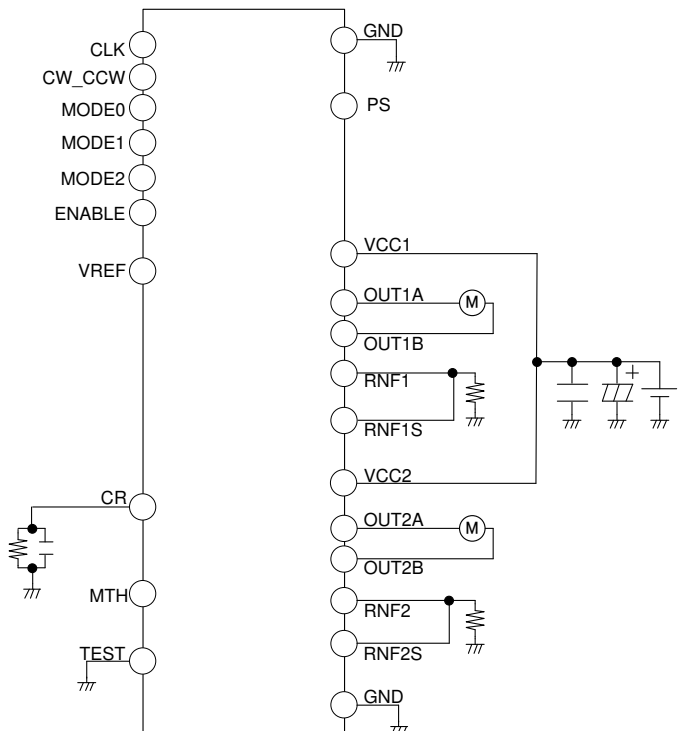 CLK
CW_CCW
MODE0
MODE1
MODE2
ENABLE
VREF
CR
MTH
TEST
GND
PS
VCC1
OUT1A
M
OUT1B
RNF1
RNF1S
+
VCC2
OUT2A
M
OUT2B
RNF2
RNF2S
GND